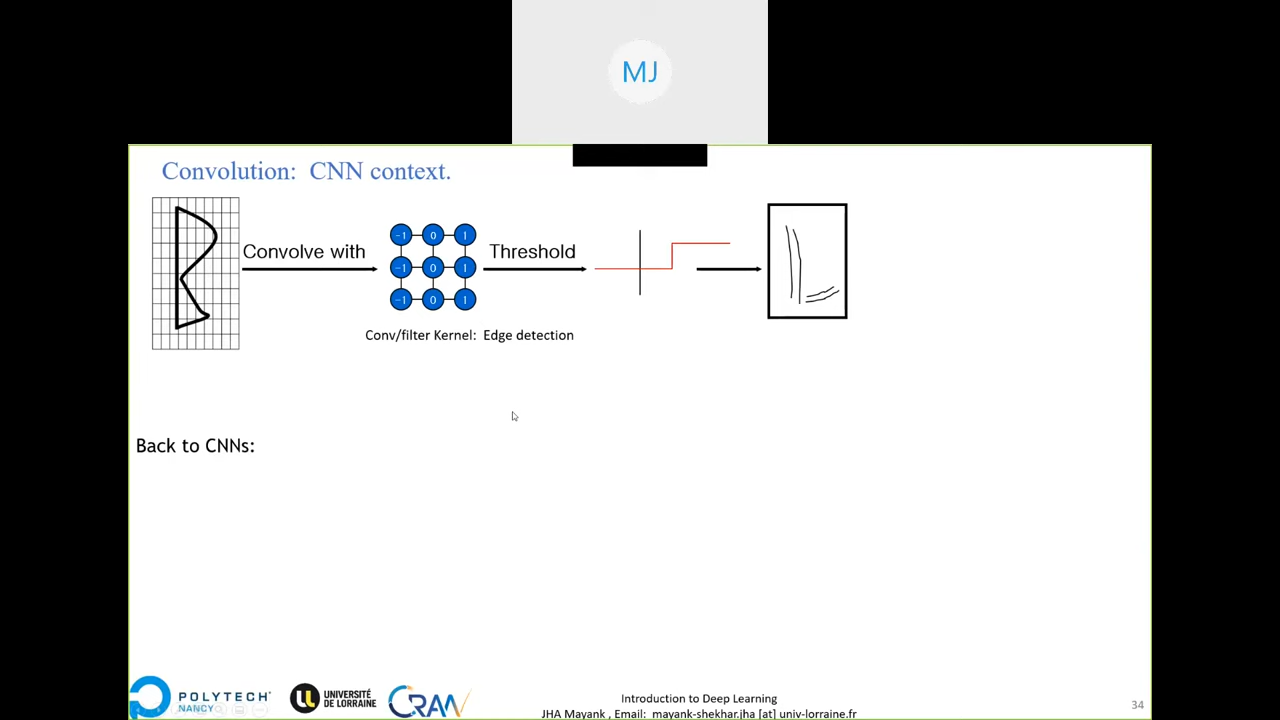 MJ
Convolution: CNN context.
Convolve with
-1 0 1
-1 0 1
-1 0 1
Threshold
Conv/filter Kernel: Edge detection
Back to CNNs:
POLYTECH
NANCY
UNIVERSITÉ
DE LORRAINE
CRAN
Introduction to Deep Learning
JHA Mayank , Email: mayank-shekhar.jha [at] univ-lorraine.fr
34